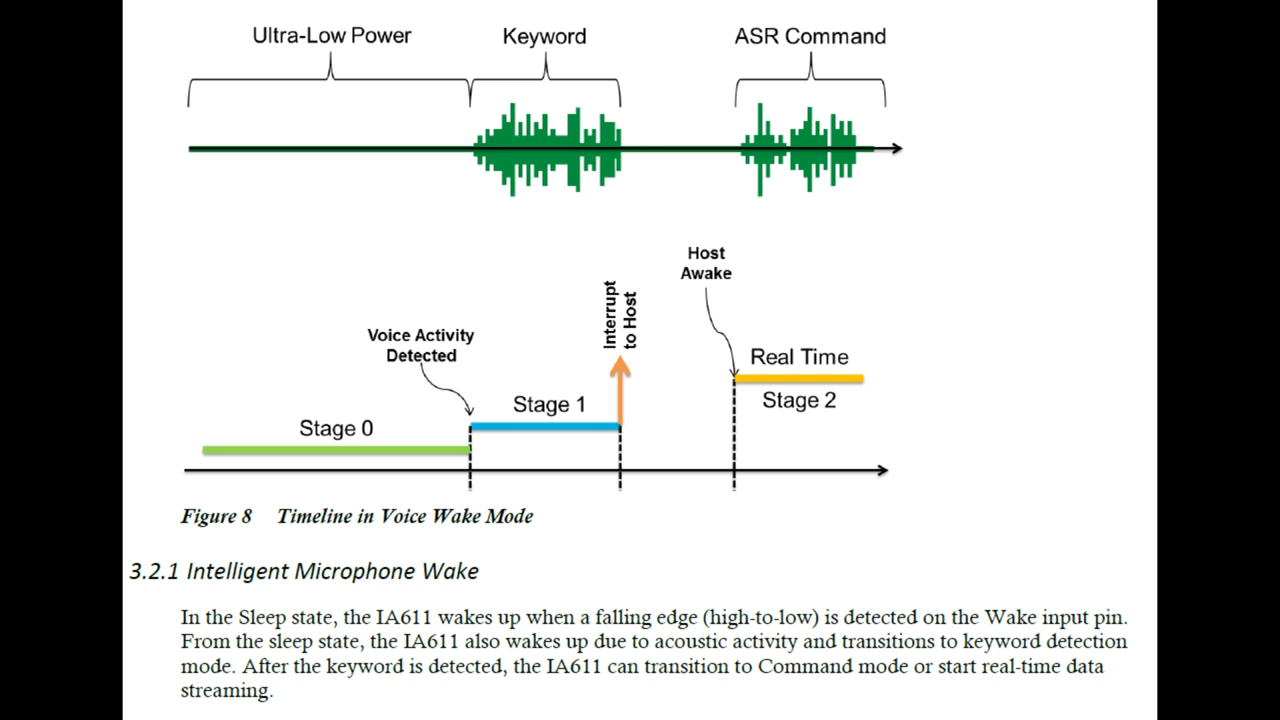 Ultra-Low Power
Keyword
ASR Command
Host
Awake
Interrupt
to Host
Voice Activity
Detected
Real Time
Stage 0
Stage 1
Stage 2
Figure 8 Timeline in Voice Wake Mode
3.2.1 Intelligent Microphone Wake
In the Sleep state, the IA611 wakes up when a falling edge (high-to-low) is detected on the Wake input pin.
From the sleep state, the IA611 also wakes up due to acoustic activity and transitions to keyword detection
mode. After the keyword is detected, the IA611 can transition to Command mode or start real-time data
streaming.